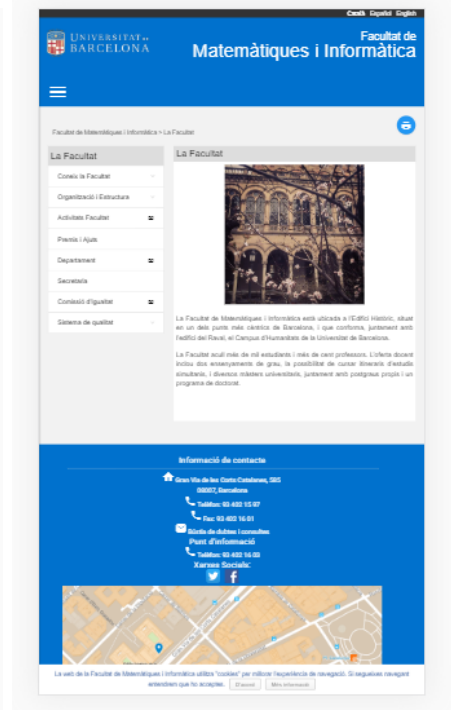 Català Español English
UNIVERSITAT DE
BARCELONA
Facultat de
Matemàtiques i Informàtica
Facultat de Matemàtiques i Informàtica > La Facultat
La Facultat
Coneix la Facultat
Organització i Estructura
Activitats Facultat
Premis i Ajuts
Departament
Secretaria
Comissió d'Igualtat
Sistema de qualitat
La Facultat
La Facultat de Matemàtiques i Informàtica està ubicada a l'Edifici Històric, situat
en un dels punts més cèntrics de Barcelona, i que conforma, juntament amb
l'edifici del Raval, el Campus d'Humanitats de la Universitat de Barcelona.
La Facultat acull més de mil estudiants i més de cent professors. L'oferta docent
inclou dos ensenyaments de grau, la possibilitat de cursar itineraris d'estudis
simultanis, i diversos màsters universitaris, juntament amb postgraus propis i un
programa de doctorat.
Informació de contacte
Gran Via de les Corts Catalanes, 585
08007, Barcelona
Telèfon: 93 402 15 97
Fax: 93 402 16 01
Bústia de dubtes i consultes
Punt d'informació
Telèfon: 93 403 16 03
Xarxes Socials:
La web de la Facultat de Matemàtiques i Informàtica utilitza "cookies" per millorar l'experiència de navegació. Si segueixes navegant
entendrem que ho acceptes. D'acord Més informació